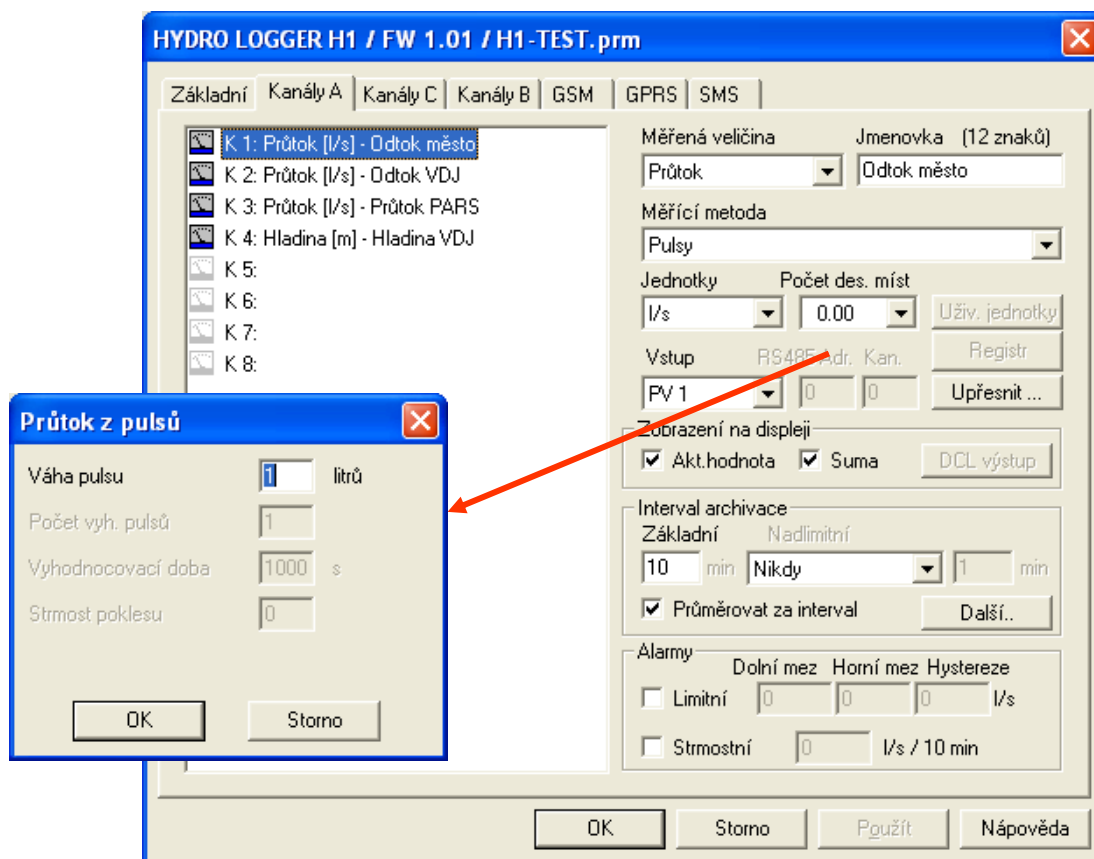 HYDRO LOGGER H1 / FW 1.01 / H1-TEST.prm
Základní Kanály A Kanály C Kanály B GSM GPRS SMS
K 1: Průtok [l/s] - Odtok město
K 2: Průtok [l/s] - Odtok VDJ
K 3: Průtok [l/s] - Průtok PARS
K 4: Hladina [m] - Hladina VDJ
K 5:
K 6:
K 7:
K 8:
Měřená veličina Jmenovka (12 znaků)
Průtok Odtok město
Měřící metoda
Pulsy
Jednotky Počet des. míst
l/s 0.00 Uživ. jednotky
Vstup RS485 Adr. Kan. Registr
PV 1 0 0 Upřesnit ...
Zobrazení na displeji
Akt.hodnota Suma DCL výstup
Interval archivace
Základní Nadlimitní
10 min Nikdy 1 min
Průměrovat za interval Další..
Alarmy
Dolní mez Horní mez Hystereze
Limitní 0 0 0 l/s
Strmostní 0 l/s / 10 min
OK Storno Použít Nápověda
Průtok z pulsů
Váha pulsu 1 litrů
Počet vyh. pulsů 1
Vyhodnocovací doba 1000 s
Strmost poklesu 0
OK Storno